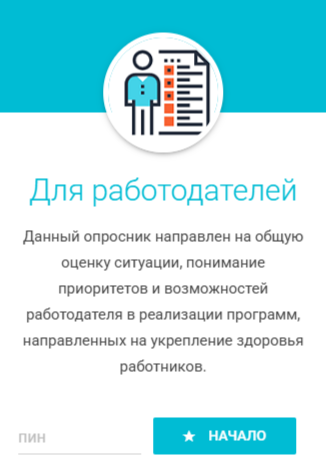 Для работодателей
Данный опросник направлен на общую
оценку ситуации, понимание
приоритетов и возможностей
работодателя в реализации программ,
направленных на укрепление здоровья
работников.
ПИН
НАЧАЛО